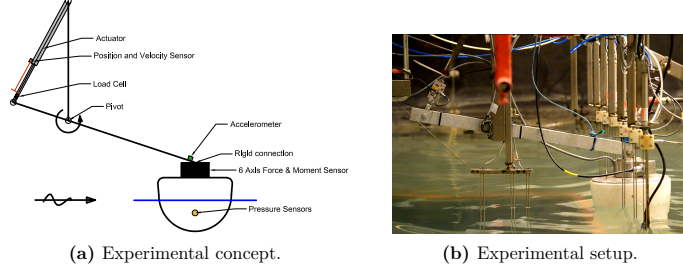 Actuator
Position and Velocity Sensor
Load Cell
Pivot
Accelerometer
Rigid connection
6 Axis Force & Moment Sensor
Pressure Sensors
(a) Experimental concept.
(b) Experimental setup.